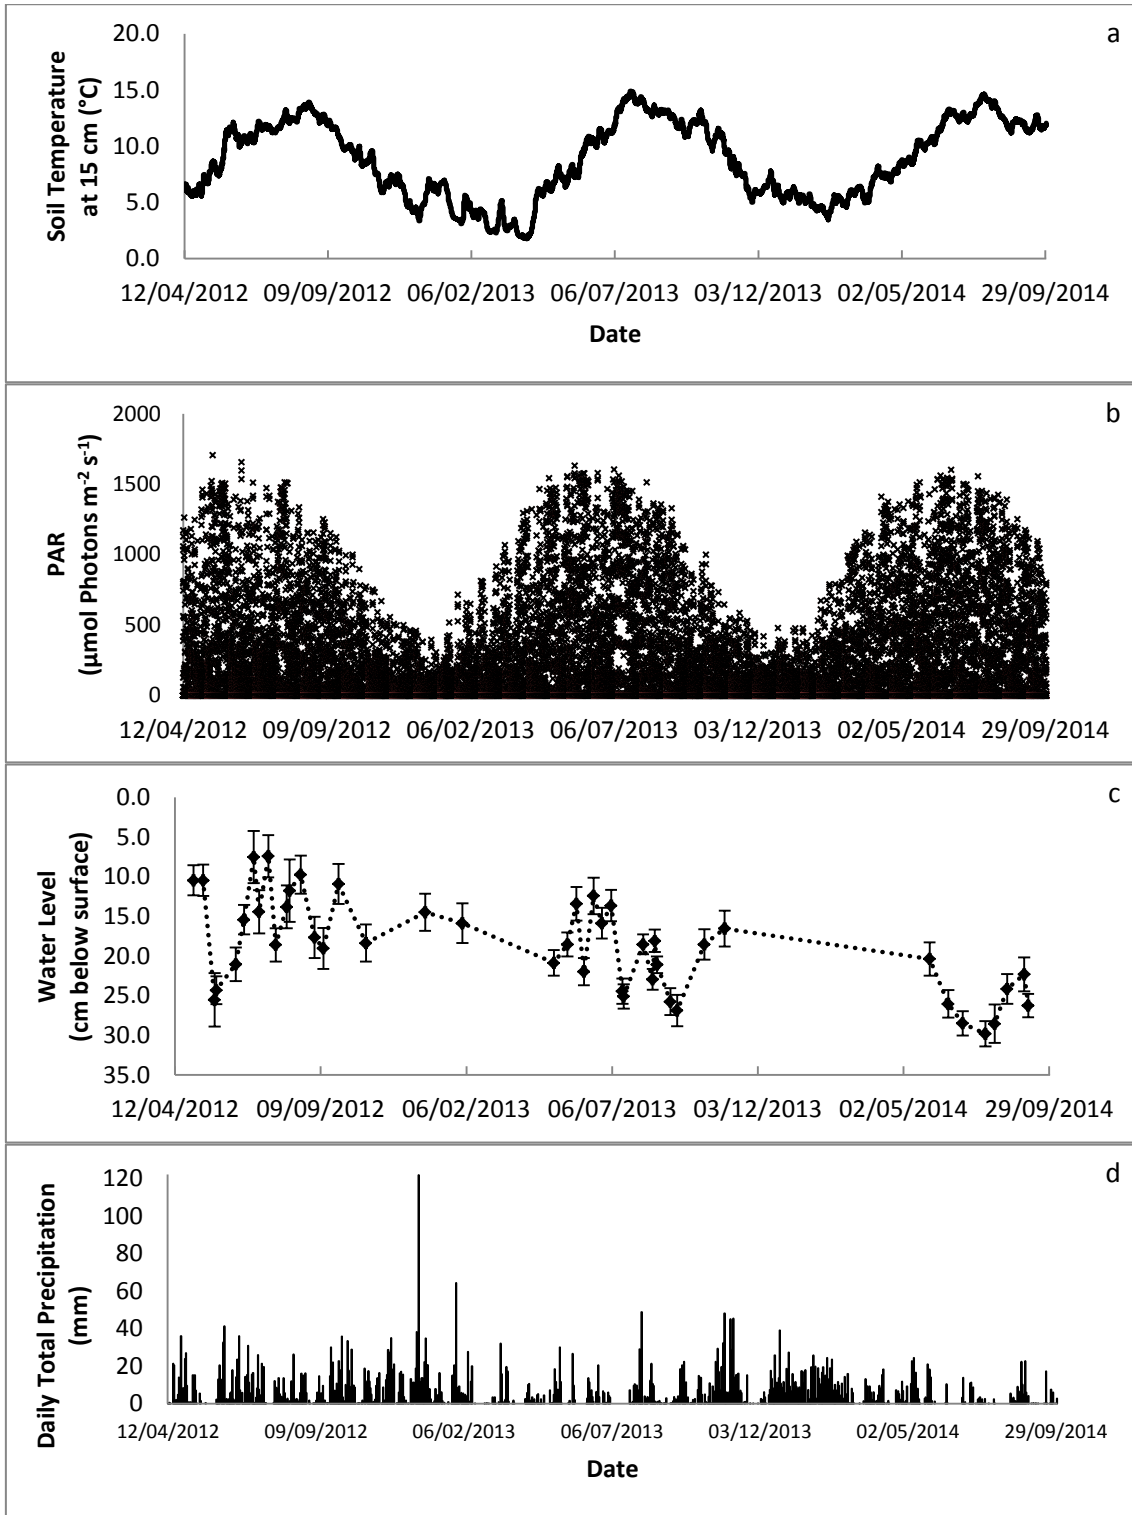 a
Soil Temperature
at 15 cm (°C)
20.0
15.0
10.0
5.0
0.0
12/04/2012 09/09/2012 06/02/2013 06/07/2013 03/12/2013 02/05/2014 29/09/2014
Date
b
PAR
(µmol Photons m-2 s-1)
2000
1500
1000
500
0
12/04/2012 09/09/2012 06/02/2013 06/07/2013 03/12/2013 02/05/2014 29/09/2014
c
Water Level
(cm below surface)
0.0
5.0
10.0
15.0
20.0
25.0
30.0
35.0
12/04/2012 09/09/2012 06/02/2013 06/07/2013 03/12/2013 02/05/2014 29/09/2014
d
Daily Total Precipitation
(mm)
120
100
80
60
40
20
0
12/04/2012 09/09/2012 06/02/2013 06/07/2013 03/12/2013 02/05/2014 29/09/2014
Date